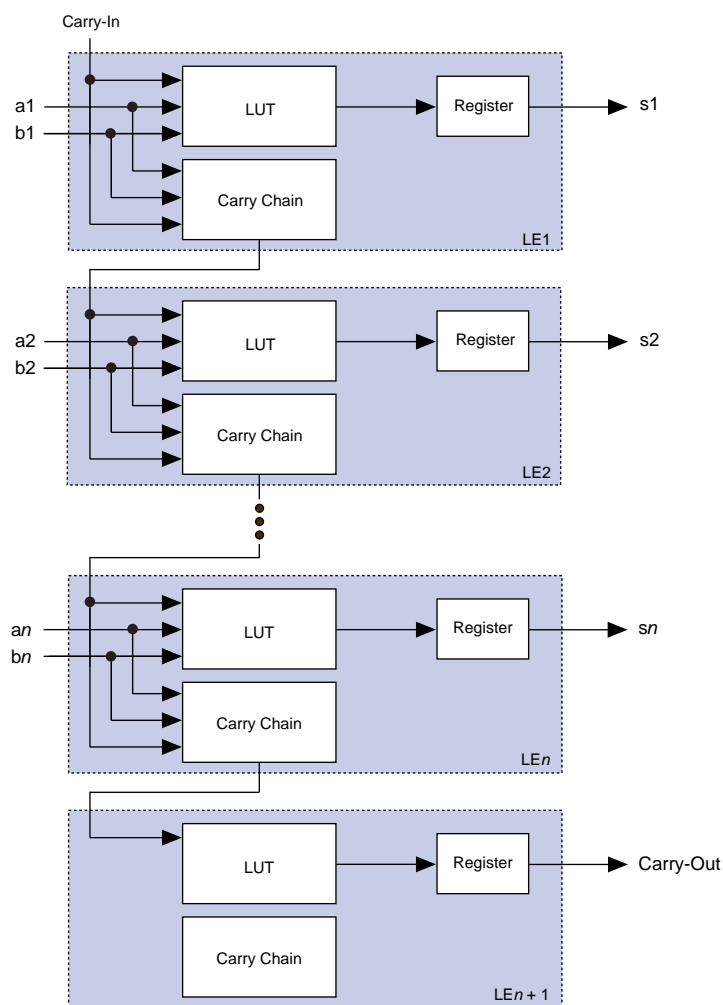 Carry-In
a1
b1
LUT
Register
s1
Carry Chain
LE1
a2
b2
LUT
Register
s2
Carry Chain
LE2
an
bn
LUT
Register
sn
Carry Chain
LEn
LUT
Register
Carry-Out
Carry Chain
LEn + 1